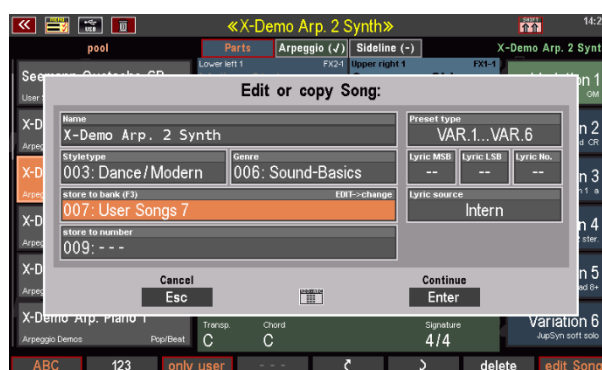 «X-Demo Arp. 2 Synth»
14:2
pool
Parts
Arpeggio (√)
Sideline (-)
X-Demo Arp. 2 Synt
Lower left 1
FX2-1
Upper right 1
FX1-1
Edit or copy Song:
Name
X-Demo Arp. 2 Synth
Preset type
VAR.1...VAR.6
Styletype
003: Dance/Modern
Genre
006: Sound-Basics
Lyric MSB
--
Lyric LSB
--
Lyric No.
--
store to bank (F3)
EDIT->change
007: User Songs 7
Lyric source
Intern
store to number
009: - - -
Cancel
Esc
Continue
Enter
X-Demo Arp. Piano 1
Arpeggio Demos
Pop/Beat
Transp.
C
Chord
C
Signature
4/4
Variation 6
JupSyn soft solo
ABC
123
only user
- - -
delete
edit Song